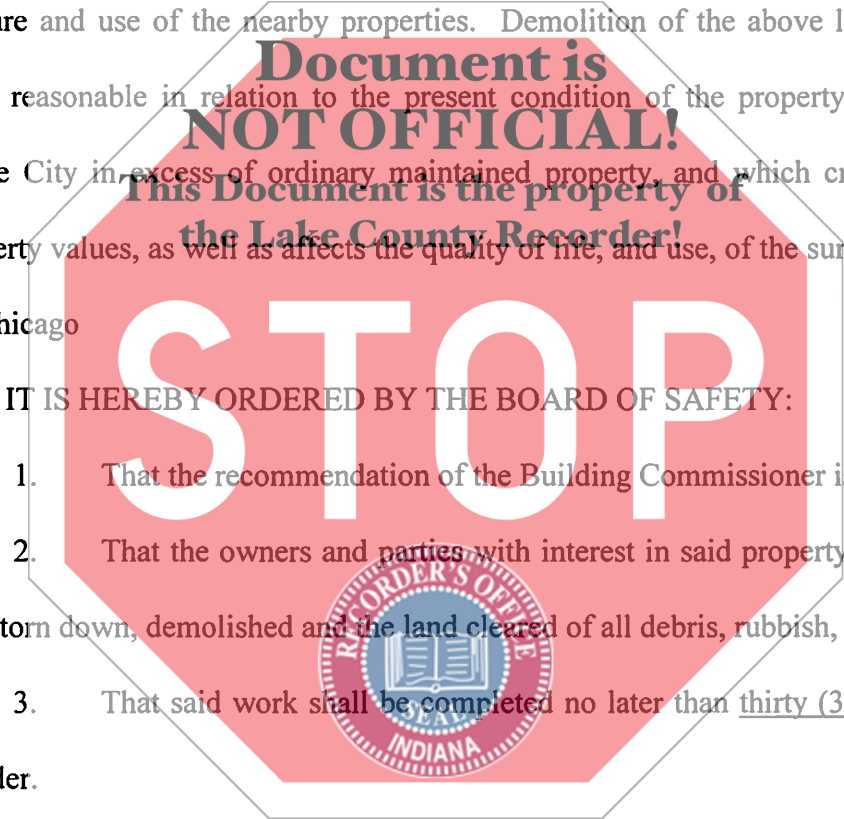 ure and use of the nearby properties. Demolition of the above l
Document is
reasonable in relation to the present condition of the property
NOT OFFICIAL!
e City in excess of ordinary maintained property, and which cr
This Document is the property of
erty values, as well as affects the quality of life, and use, of the sur
the Lake County Recorder!
hicago
STOP
IT IS HEREBY ORDERED BY THE BOARD OF SAFETY:
1. That the recommendation of the Building Commissioner i
2. That the owners and parties with interest in said property
RECORDER'S OFFICE
torn down, demolished and the land cleared of all debris, rubbish,
3. That said work shall be completed no later than thirty (3
SEAL
INDIANA
der.